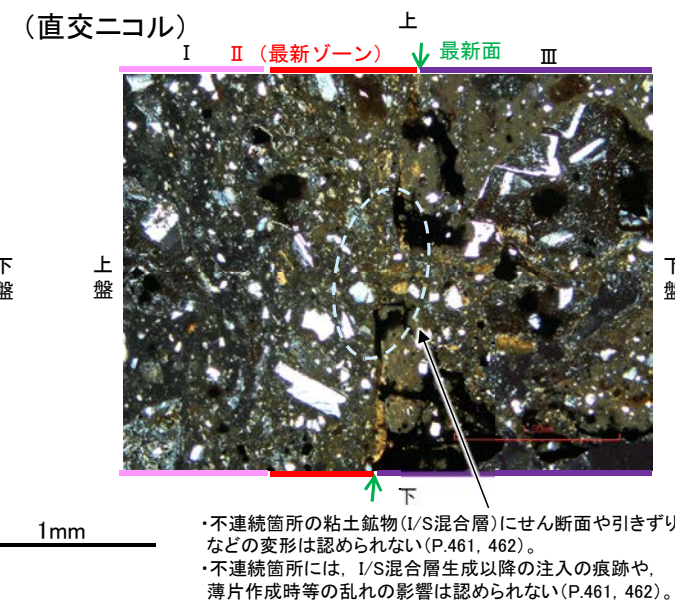 (直交ニコル)
上
Ⅰ Ⅱ (最新ゾーン) 最新面 Ⅲ
下盤
上盤
下盤
下
1mm
・不連続箇所の粘土鉱物(I/S混合層)にせん断面や引きずり
などの変形は認められない(P.461, 462)。
・不連続箇所には, I/S混合層生成以降の注入の痕跡や,
薄片作成時等の乱れの影響は認められない(P.461, 462)。